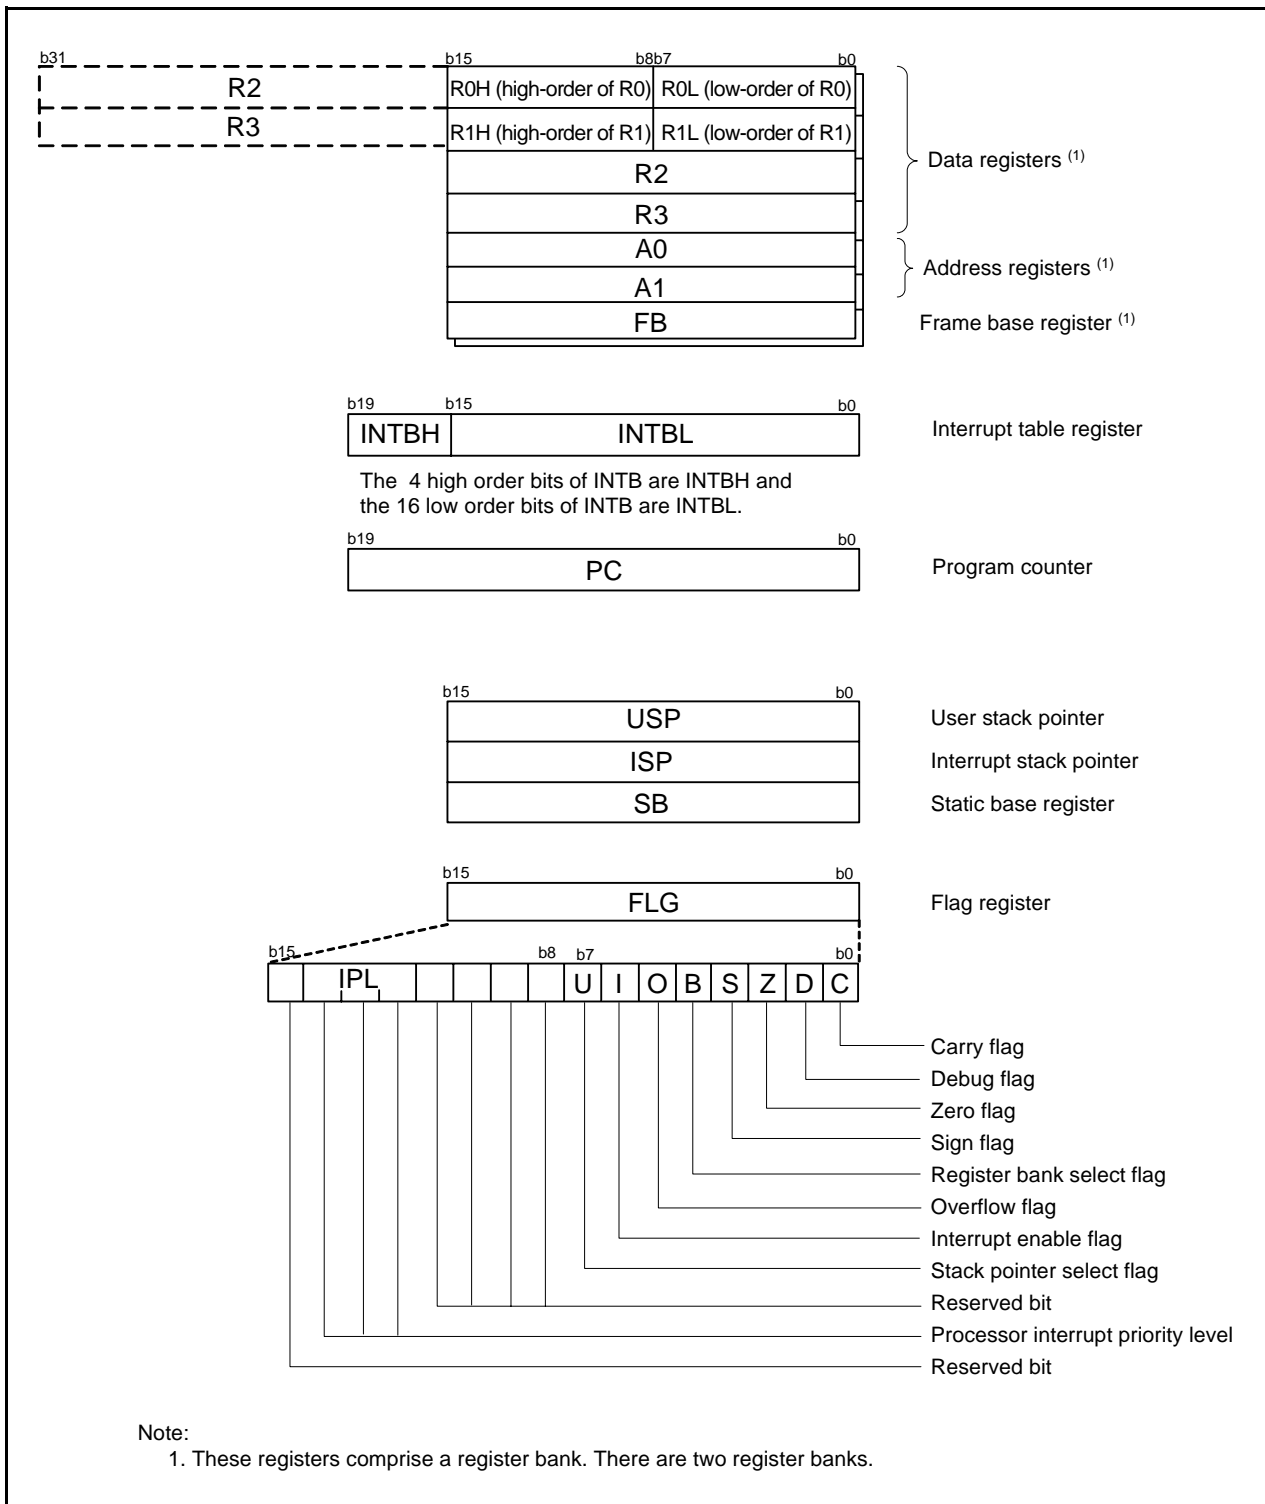 b31 b15 b8b7 b0
R2 R0H (high-order of R0) R0L (low-order of R0)
R3 R1H (high-order of R1) R1L (low-order of R1)
R2
Data registers (1)
R3
A0
Address registers (1)
A1
FB Frame base register (1)
b19 b15 b0
INTBH INTBL Interrupt table register
The 4 high order bits of INTB are INTBH and
the 16 low order bits of INTB are INTBL.
b19 b0
PC Program counter
b15 b0
USP User stack pointer
ISP Interrupt stack pointer
SB Static base register
b15 b0
FLG Flag register
b15 b8 b7 b0
IPL U I O B S Z D C
Carry flag
Debug flag
Zero flag
Sign flag
Register bank select flag
Overflow flag
Interrupt enable flag
Stack pointer select flag
Reserved bit
Processor interrupt priority level
Reserved bit
Note:
1. These registers comprise a register bank. There are two register banks.